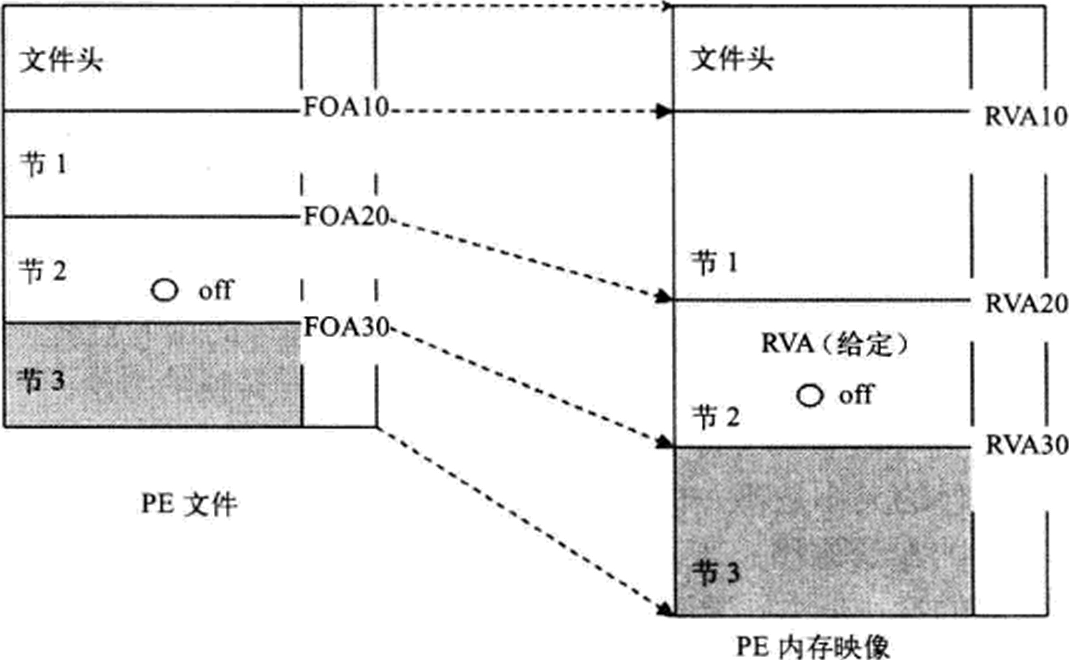 文件头
FOA10
节 1
FOA20
节 2
off
FOA30
节 3
PE 文件
文件头
RVA10
节 1
RVA20
RVA（给定）
off
节 2
RVA30
节 3
PE 内存映像